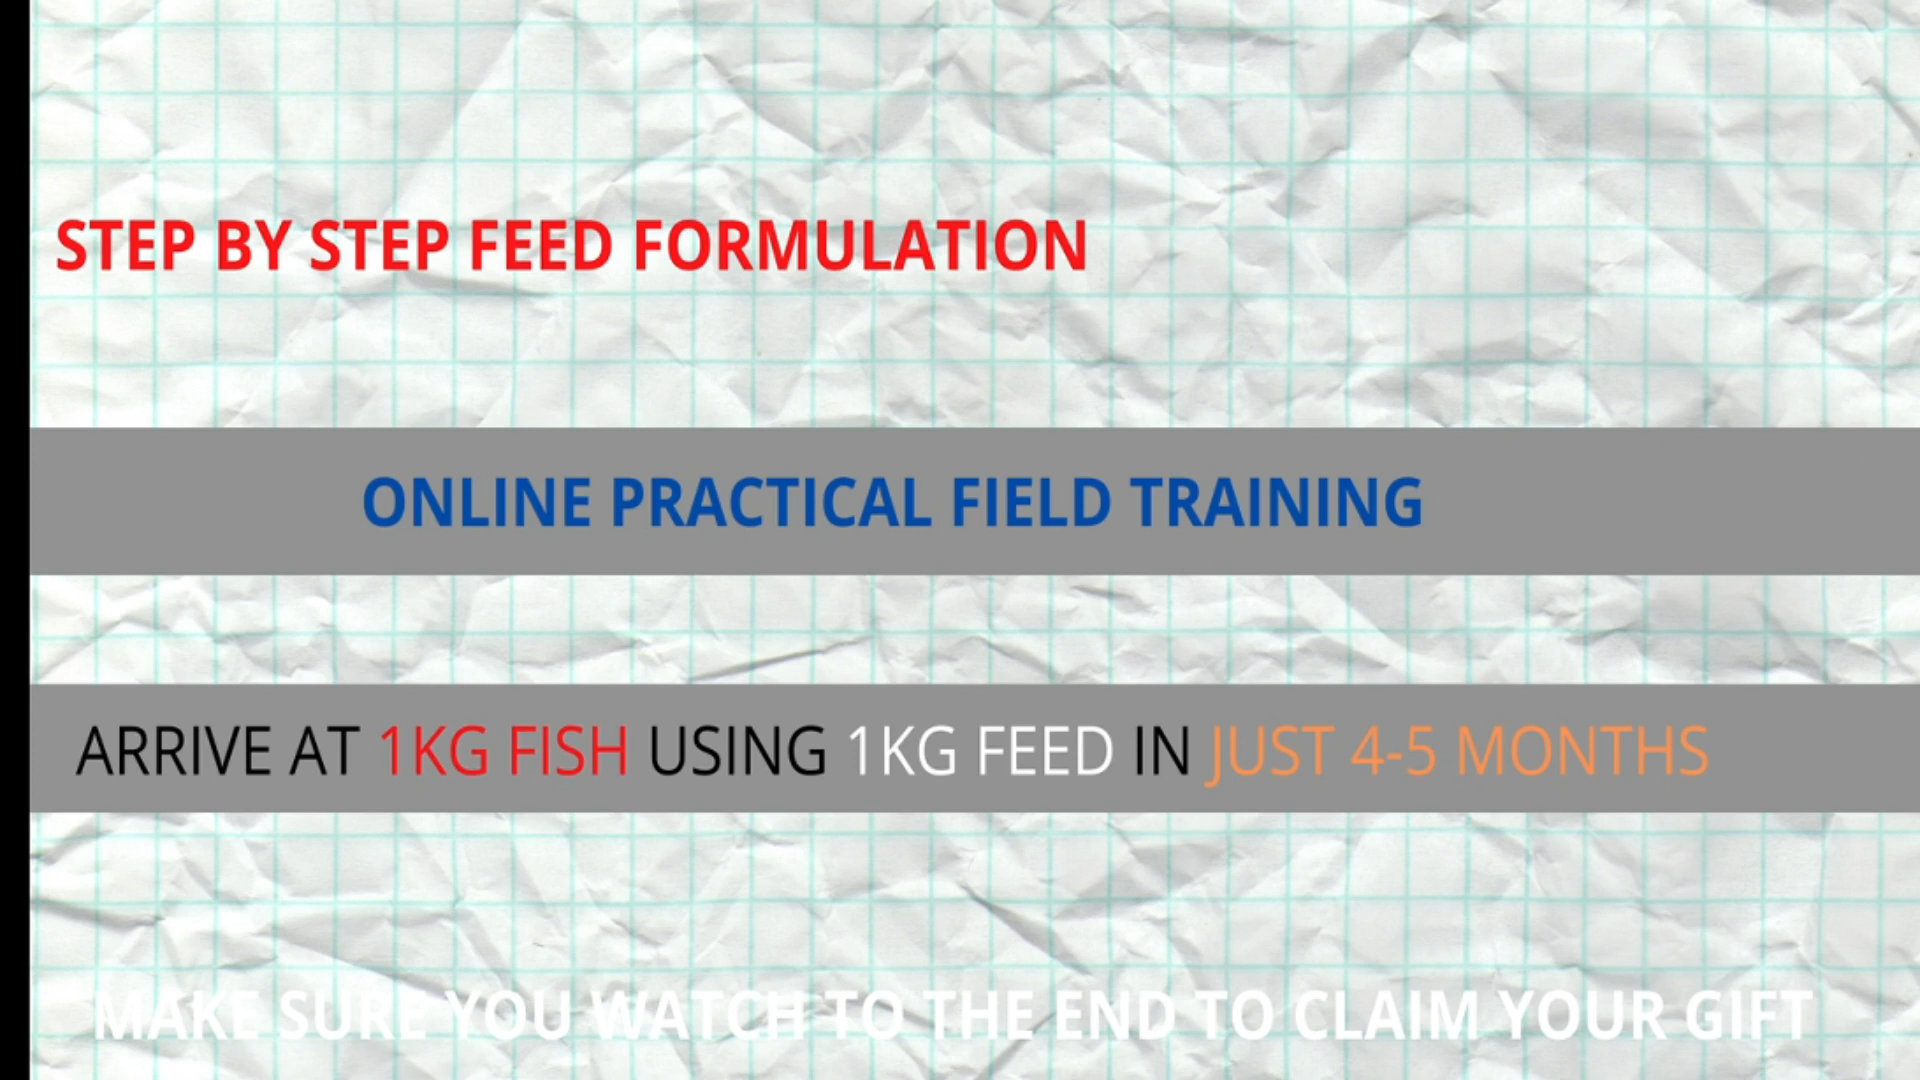 STEP BY STEP FEED FORMULATION
ONLINE PRACTICAL FIELD TRAINING
ARRIVE AT 1KG FISH USING 1KG FEED IN JUST 4-5 MONTHS
MAKE SURE YOU WATCH TO THE END TO CLAIM YOUR GIFT